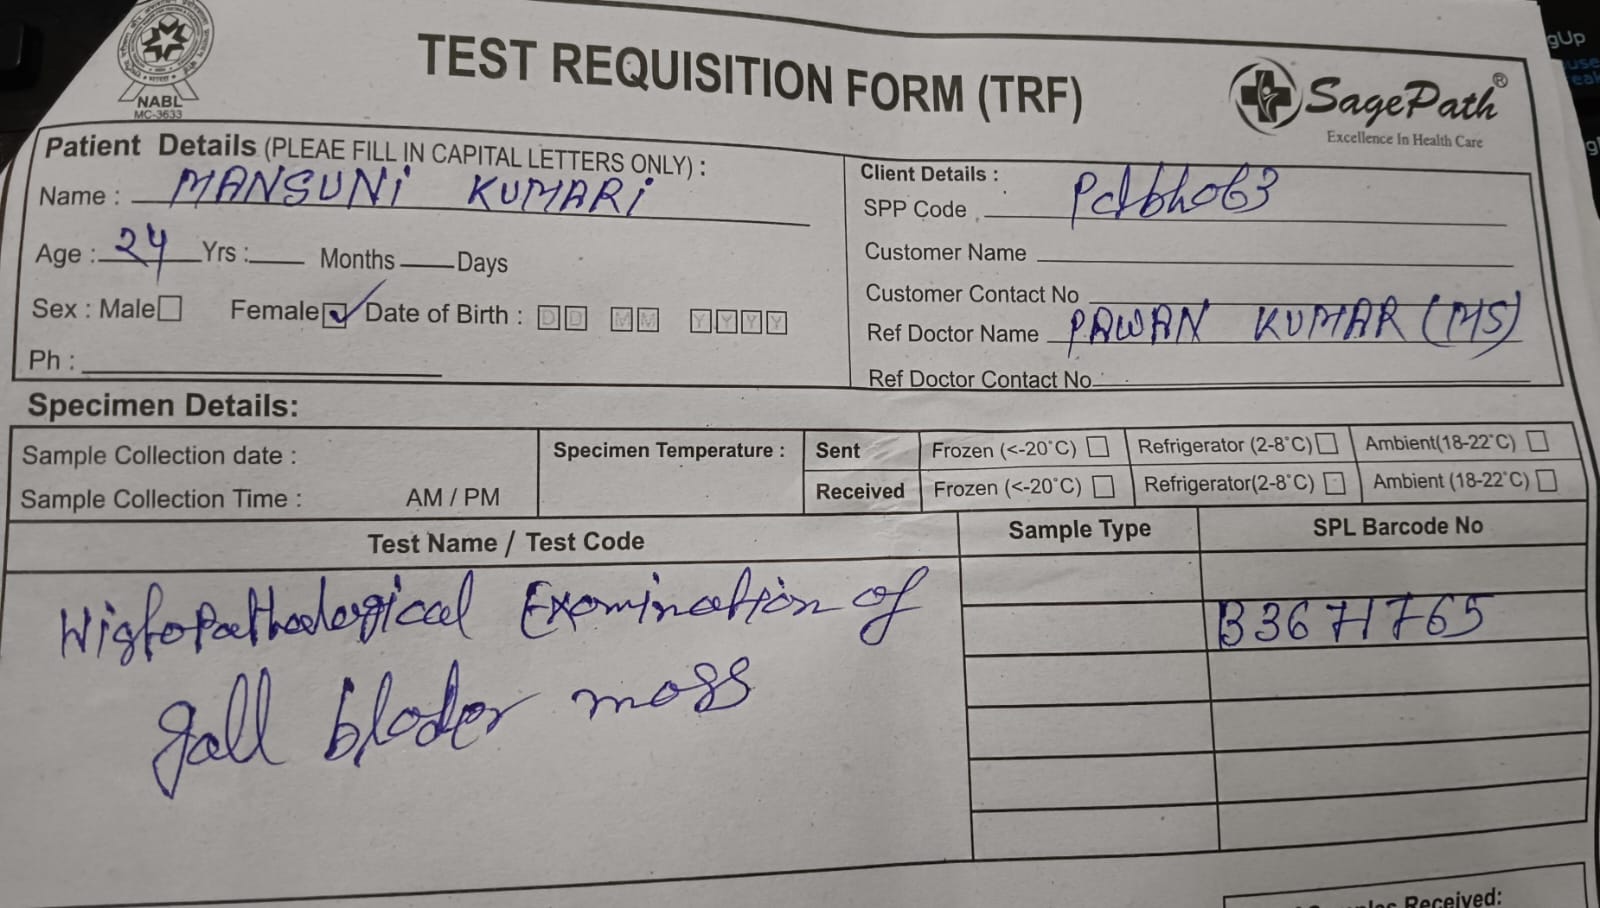 NABL
MC-3633
TEST REQUISITION FORM (TRF)
SagePath®
Excellence In Health Care
Patient Details (PLEAE FILL IN CAPITAL LETTERS ONLY) :
Name : MANSUNi KUMARi
Age : 24 Yrs : Months Days
Sex : Male Female Date of Birth : DD MM YYYY
Ph :
Client Details :
SPP Code Pdbh063
Customer Name
Customer Contact No
Ref Doctor Name PAWAN KUMAR (MS)
Ref Doctor Contact No.
Specimen Details:
Sample Collection date :
Sample Collection Time : AM / PM
Specimen Temperature : Sent Frozen (<-20°C) Refrigerator (2-8°C) Ambient(18-22°C)
Received Frozen (<-20°C) Refrigerator(2-8°C) Ambient (18-22°C)
Test Name / Test Code Sample Type SPL Barcode No
Histopathological Examination of
gall blader mass
B3671765
Received:
gUp